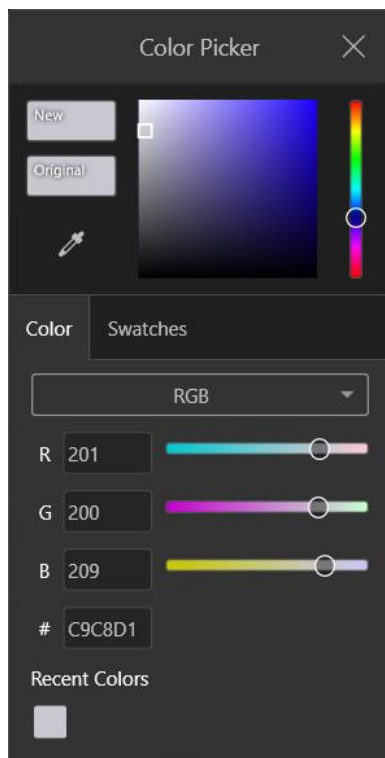 Color Picker
New
Original
Color Swatches
RGB
R 201
G 200
B 209
# C9C8D1
Recent Colors